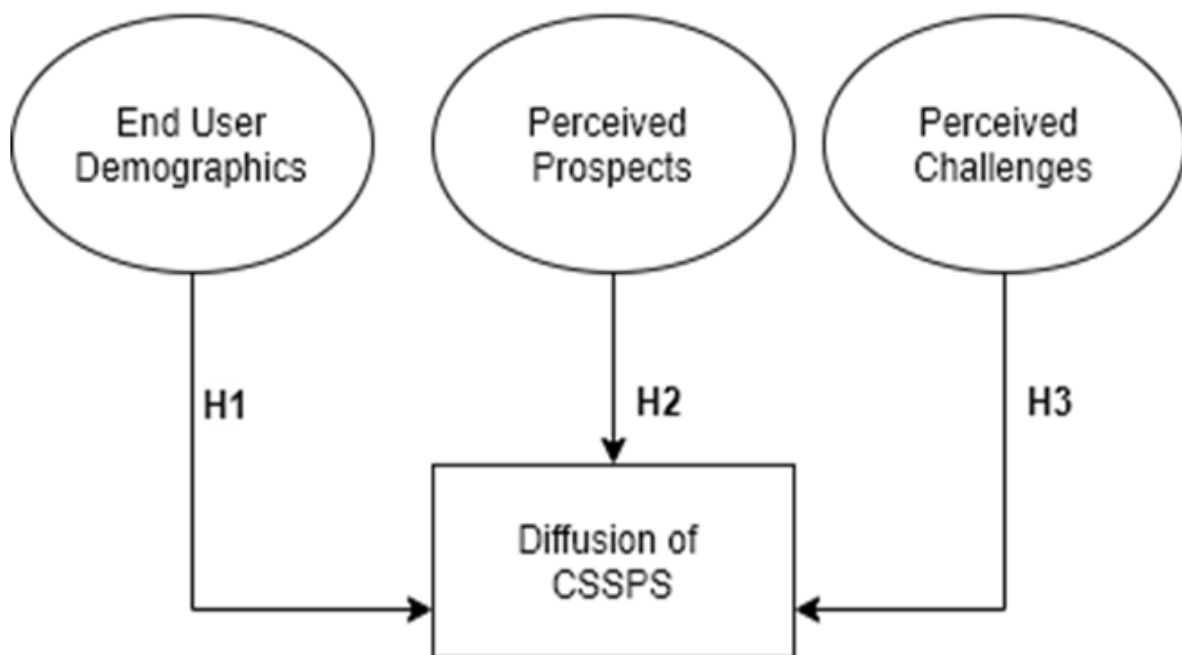 End User
Demographics
Perceived
Prospects
Perceived
Challenges
H1
H2
H3
Diffusion of
CSSPS